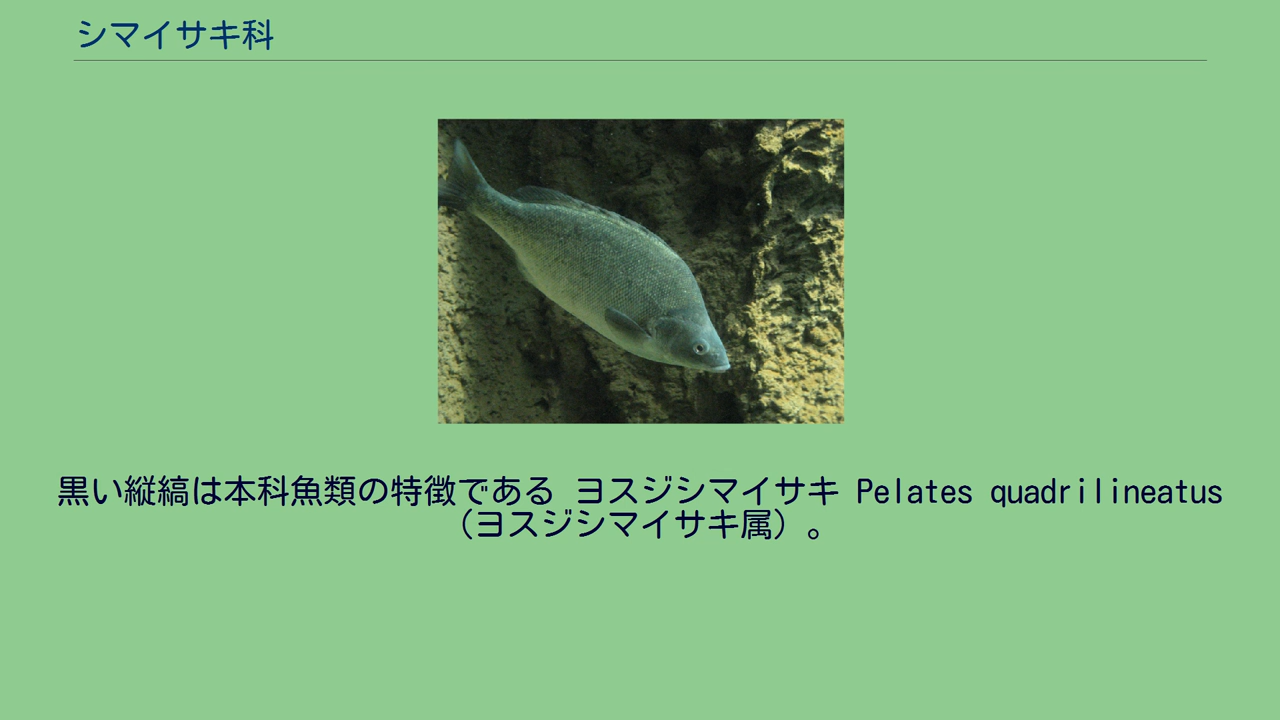 シマイサキ科
黒い縦縞は本科魚類の特徴である ヨスジシマイサキ Pelates quadrilineatus
（ヨスジシマイサキ属）。